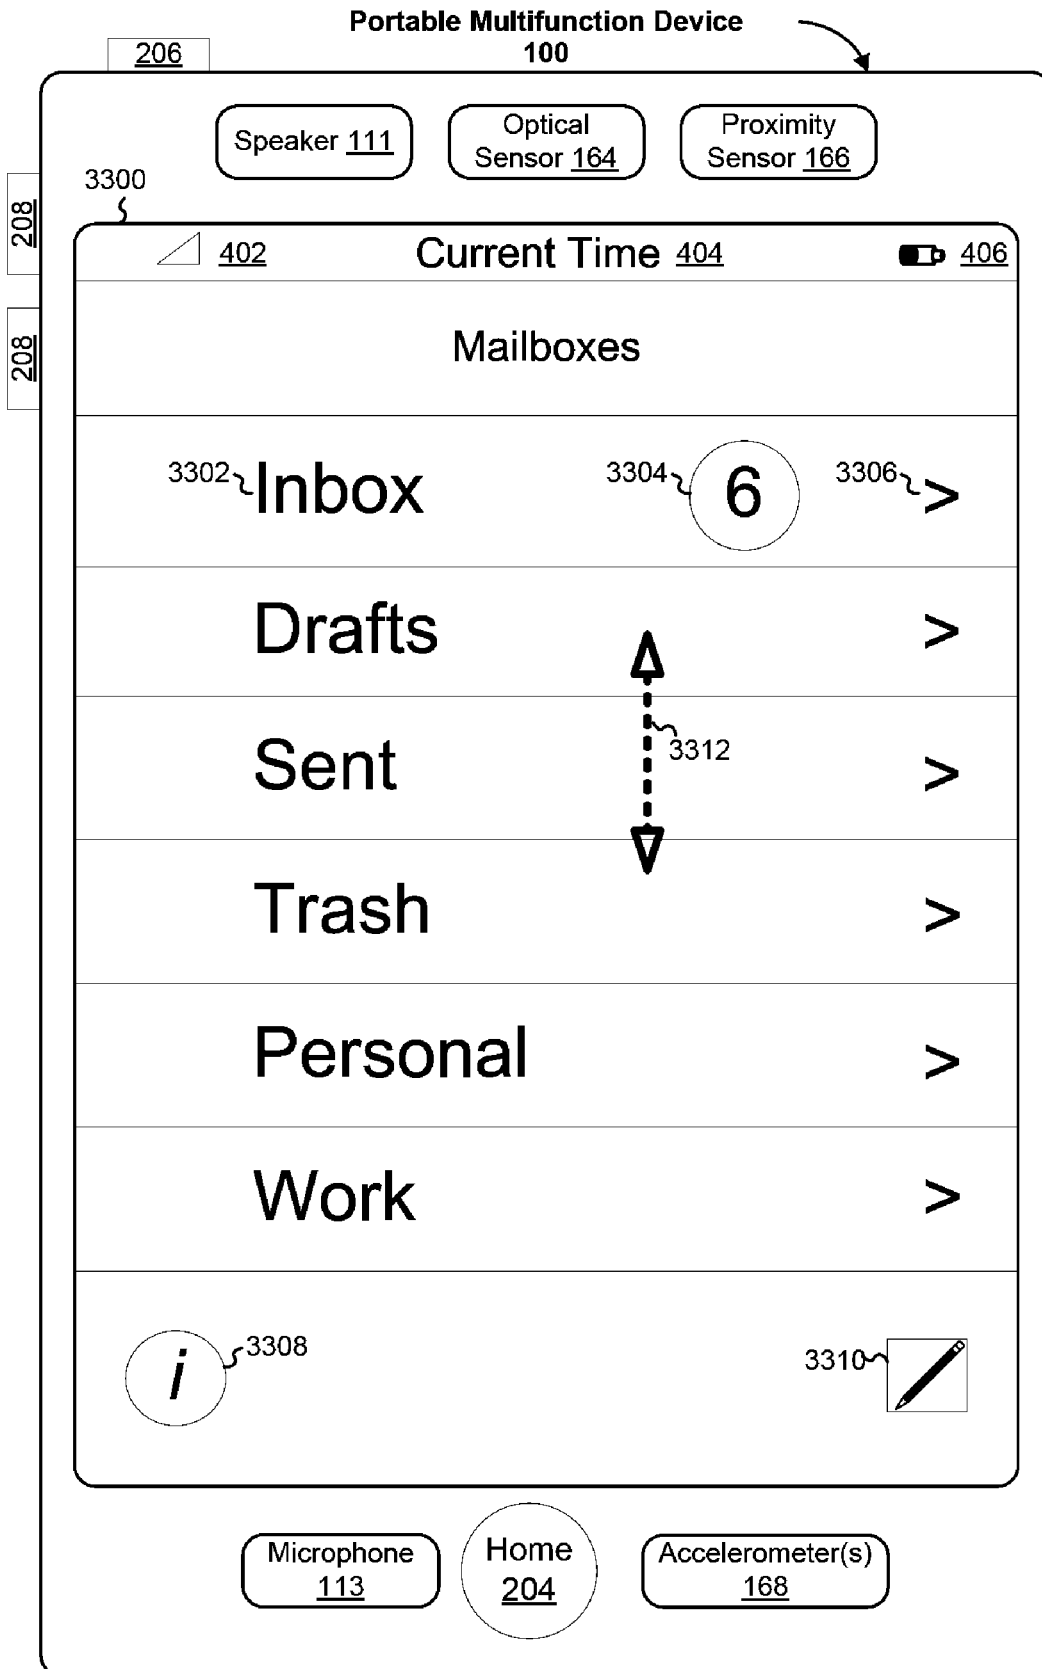 Portable Multifunction Device
100
206
Speaker 111
Optical
Sensor 164
Proximity
Sensor 166
3300
208
208
402
Current Time 404
406
Mailboxes
3302
Inbox
3304
6
3306
>
Drafts
>
3312
Sent
>
Trash
>
Personal
>
Work
>
i
3308
3310
Microphone
113
Home
204
Accelerometer(s)
168